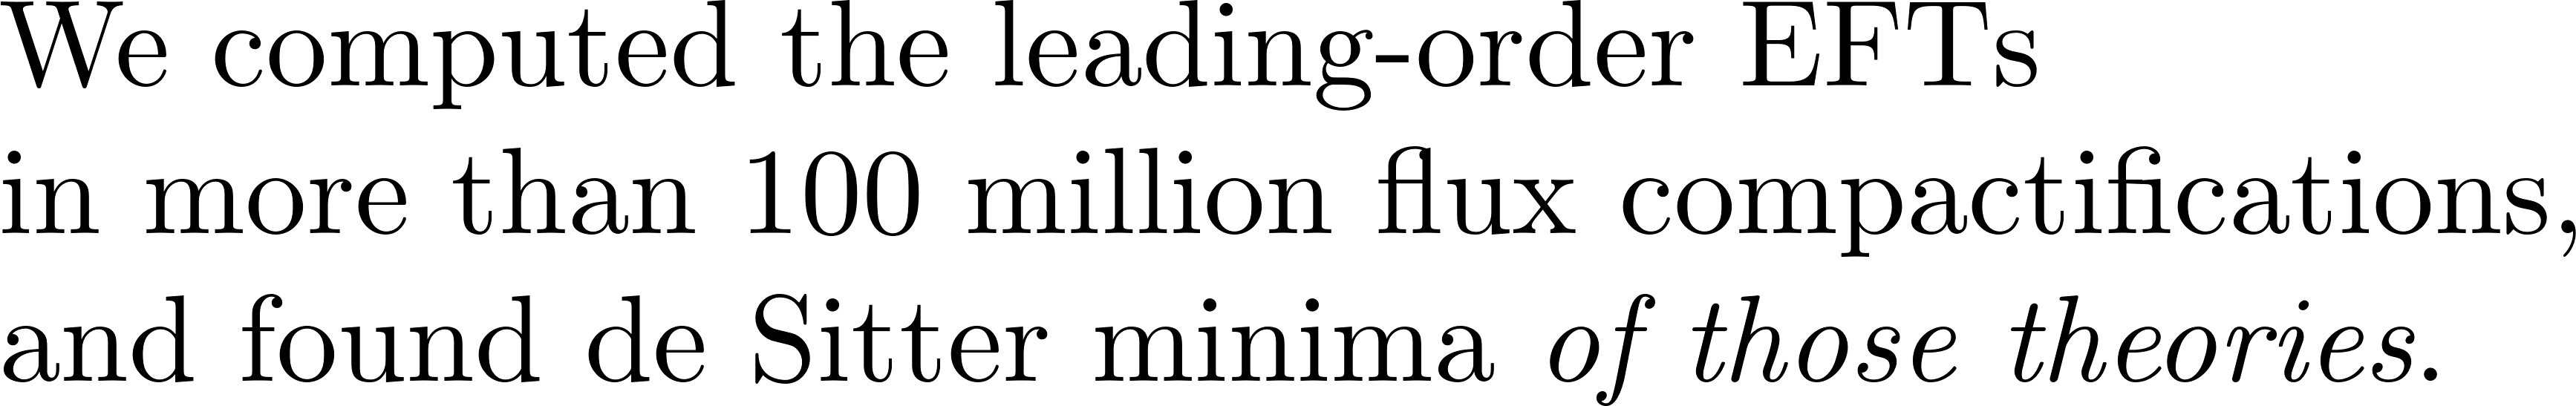 We computed the leading-order EFTs
in more than 100 million flux compactifications,
and found de Sitter minima of those theories.